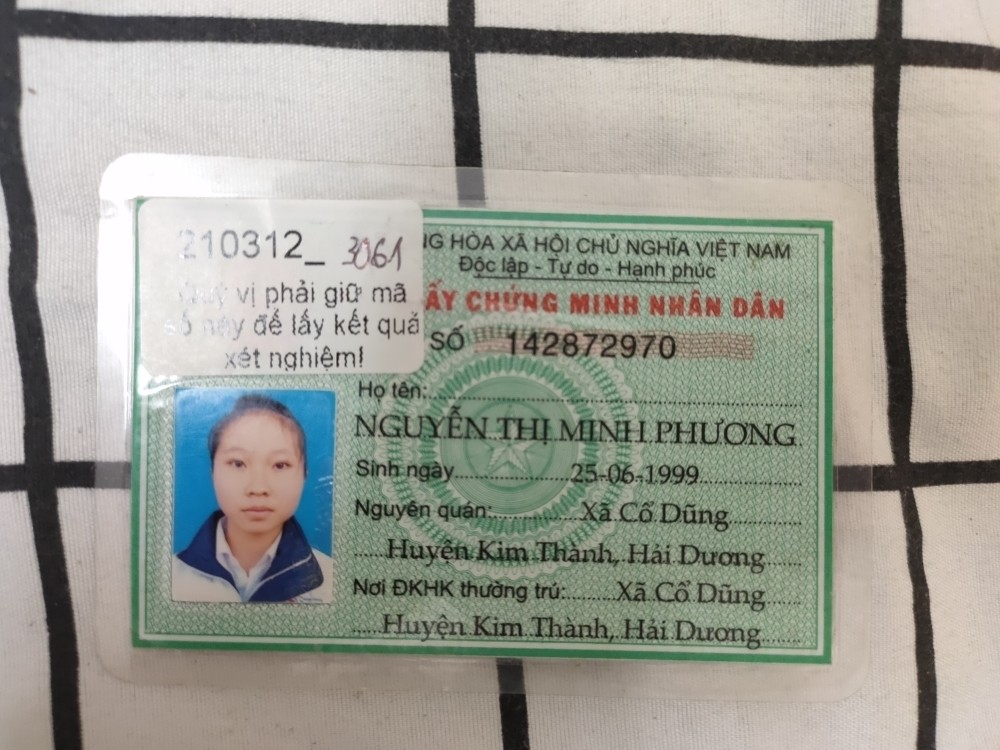 210312_ 3061
Quý vị phải giữ mã
số này để lấy kết quả
xét nghiệm!
NG HÒA XÃ HỘI CHỦ NGHĨA VIỆT NAM
Độc lập - Tự do - Hạnh phúc
ẤY CHỨNG MINH NHÂN DÂN
SỐ 142872970
Họ tên:
NGUYỄN THỊ MINH PHƯƠNG
Sinh ngày 25-06-1999
Nguyên quán: Xã Cổ Dũng
Huyện Kim Thành, Hải Dương
Nơi ĐKHK thường trú: Xã Cổ Dũng
Huyện Kim Thành, Hải Dương